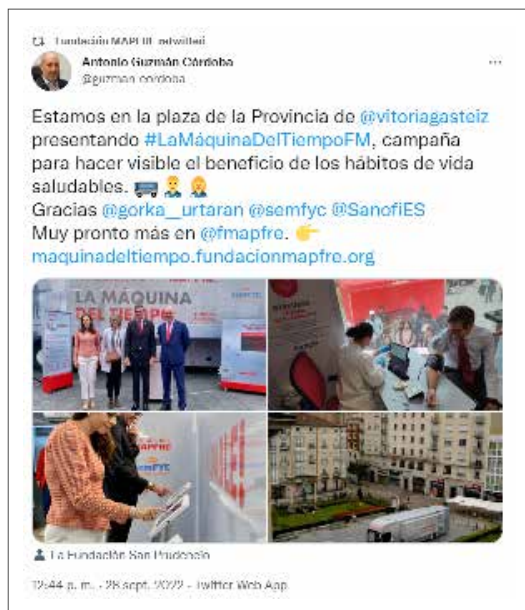 Fundación MAPFRE retwitteó
Antonio Guzmán Córdoba
@guzman_cordoba
Estamos en la plaza de la Provincia de @vitoriagasteiz
presentando #LaMáquinaDelTiempoFM, campaña
para hacer visible el beneficio de los hábitos de vida
saludables. 🚌 👨‍⚕️ 👩‍⚕️
Gracias @gorka_urtaran @semfyc @SanofiES
Muy pronto más en @fmapfre. 👉
maquinadeltiempo.fundacionmapfre.org
LA MÁQUINA
DEL TIEMPO
MAPFRE
semFYC
La Fundación San Prudencio
12:44 p. m. · 28 sept. 2022 · Twitter Web App